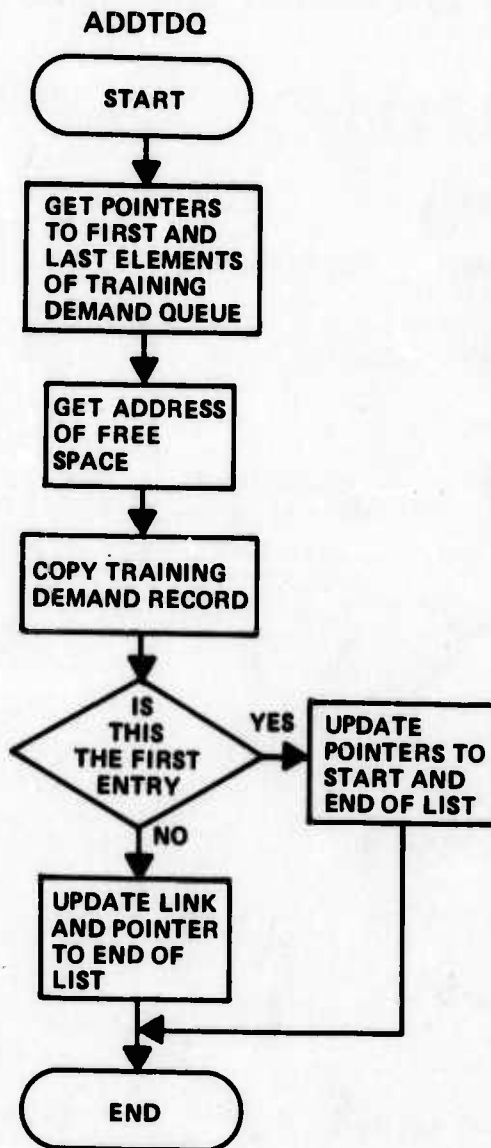 ADDTDQ
START
GET POINTERS
TO FIRST AND
LAST ELEMENTS
OF TRAINING
DEMAND QUEUE
GET ADDRESS
OF FREE
SPACE
COPY TRAINING
DEMAND RECORD
IS
THIS
THE FIRST
ENTRY
YES
UPDATE
POINTERS TO
START AND
END OF LIST
NO
UPDATE LINK
AND POINTER
TO END OF
LIST
END